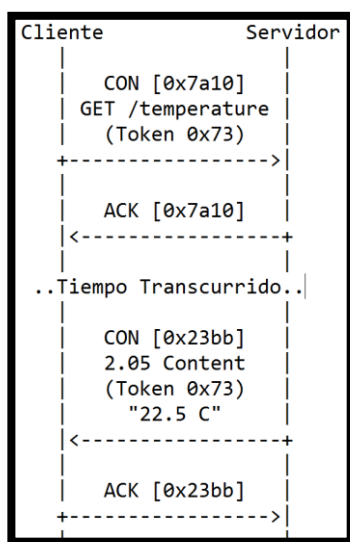 Cliente Servidor
CON [0x7a10]
GET /temperature
(Token 0x73)
ACK [0x7a10]
..Tiempo Transcurrido..
CON [0x23bb]
2.05 Content
(Token 0x73)
"22.5 C"
ACK [0x23bb]